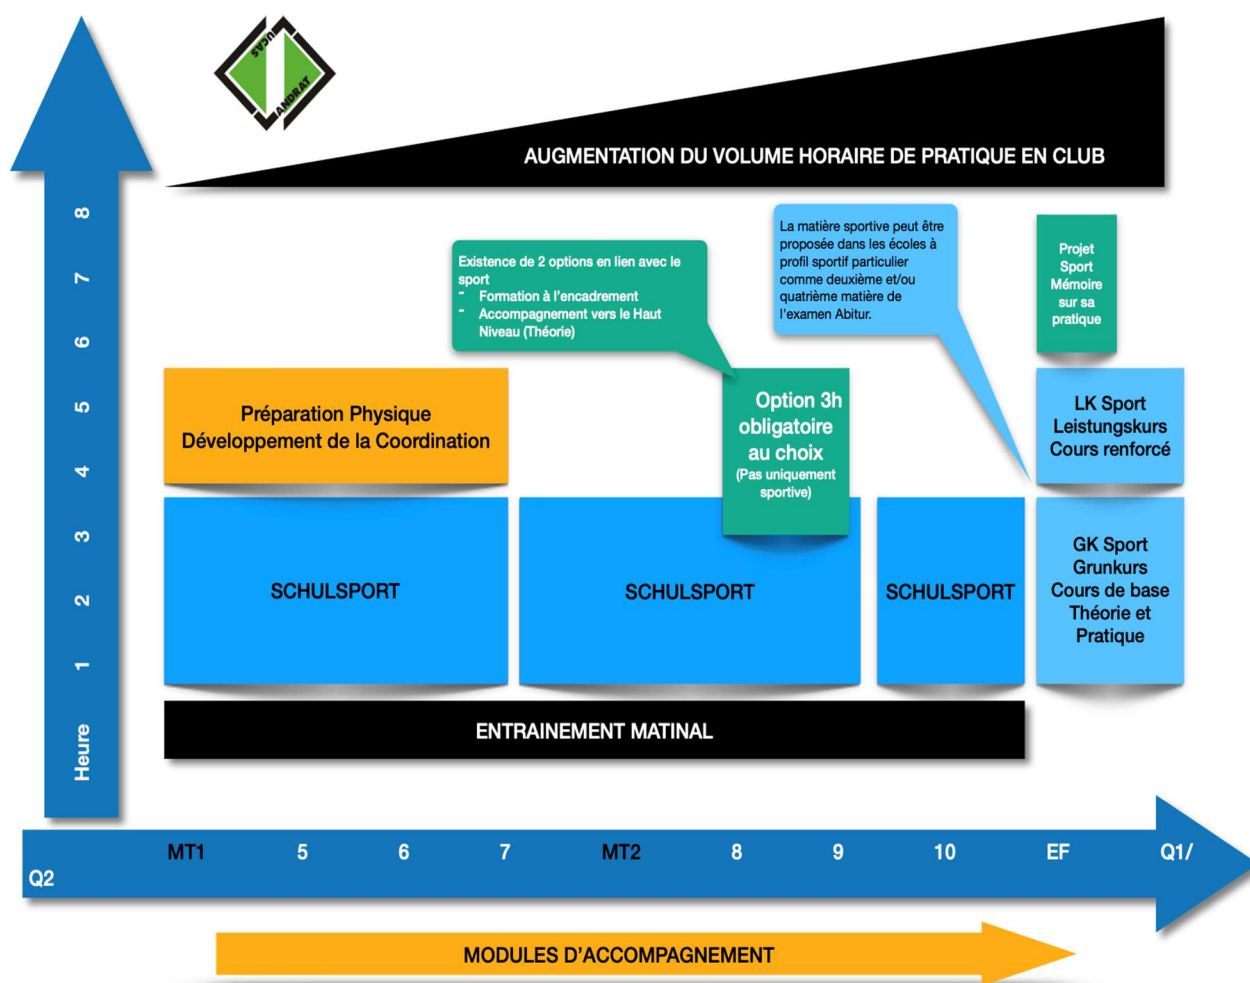 UCAS
ANDRAT
AUGMENTATION DU VOLUME HORAIRE DE PRATIQUE EN CLUB
La matière sportive peut être
proposée dans les écoles à
profil sportif particulier
comme deuxième et/ou
quatrième matière de
l'examen Abitur.
Projet
Sport
Mémoire
sur sa
pratique
Existence de 2 options en lien avec le
sport
- Formation à l'encadrement
- Accompagnement vers le Haut
Niveau (Théorie)
Préparation Physique
Développement de la Coordination
Option 3h
obligatoire
au choix
(Pas uniquement
sportive)
LK Sport
Leistungskurs
Cours renforcé
SCHULSPORT
SCHULSPORT
SCHULSPORT
GK Sport
Grunkurs
Cours de base
Théorie et
Pratique
ENTRAINEMENT MATINAL
Heure 1 2 3 4 5 6 7 8
MT1 5 6 7 MT2 8 9 10 EF Q1/
Q2
MODULES D'ACCOMPAGNEMENT